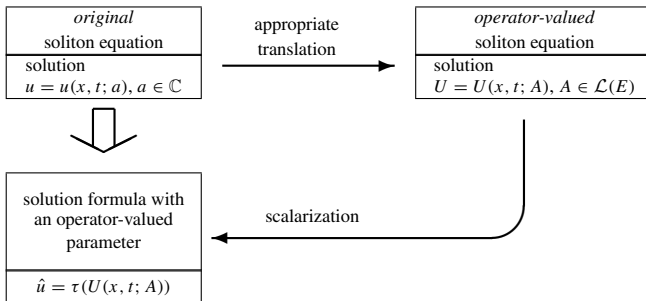 original
soliton equation
solution
u = u(x, t; a), a ∈ ℂ
appropriate
translation
operator-valued
soliton equation
solution
U = U(x, t; A), A ∈ ℒ(E)
solution formula with
an operator-valued
parameter
û = τ(U(x, t; A))
scalarization